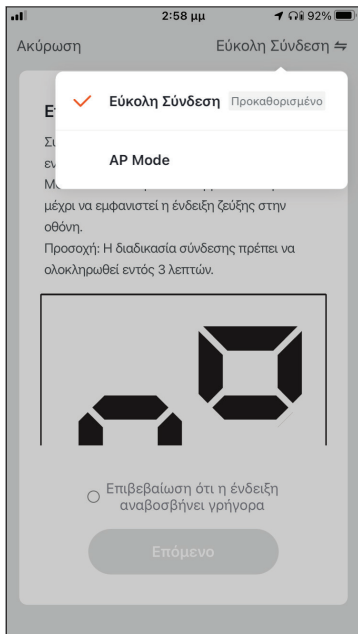 2:58 μμ 92%
Ακύρωση Εύκολη Σύνδεση
Εύκολη Σύνδεση Προκαθορισμένο
AP Mode
μέχρι να εμφανιστεί η ένδειξη ζεύξης στην
οθόνη.
Προσοχή: Η διαδικασία σύνδεσης πρέπει να
ολοκληρωθεί εντός 3 λεπτών.
Επιβεβαίωση ότι η ένδειξη
αναβοσβήνει γρήγορα
Επόμενο